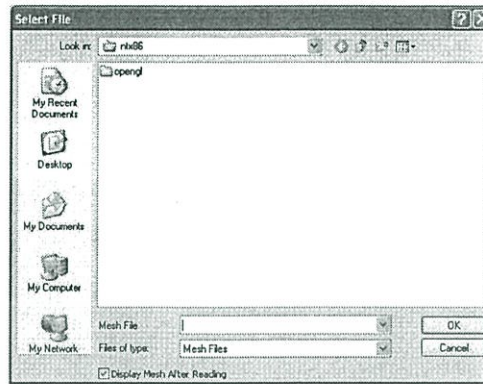 Select File
Look in: ntx86
opengl
My Recent
Documents
Desktop
My Documents
My Computer
My Network
Mesh File
Files of type: Mesh Files
Display Mesh After Reading
OK
Cancel